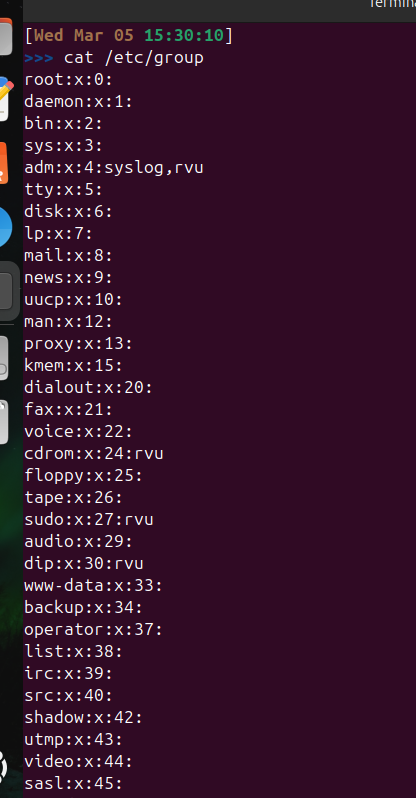 [Wed Mar 05 15:30:10]
>>> cat /etc/group
root:x:0:
daemon:x:1:
bin:x:2:
sys:x:3:
adm:x:4:syslog,rvu
tty:x:5:
disk:x:6:
lp:x:7:
mail:x:8:
news:x:9:
uucp:x:10:
man:x:12:
proxy:x:13:
kmem:x:15:
dialout:x:20:
fax:x:21:
voice:x:22:
cdrom:x:24:rvu
floppy:x:25:
tape:x:26:
sudo:x:27:rvu
audio:x:29:
dip:x:30:rvu
www-data:x:33:
backup:x:34:
operator:x:37:
list:x:38:
irc:x:39:
src:x:40:
shadow:x:42:
utmp:x:43:
video:x:44:
sasl:x:45: